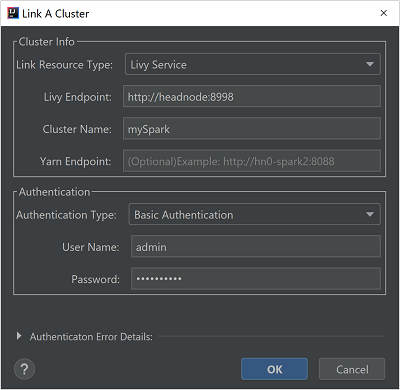 Link A Cluster
Cluster Info
Link Resource Type: Livy Service
Livy Endpoint: http://headnode:8998
Cluster Name: mySpark
Yarn Endpoint: (Optional)Example: http://hn0-spark2:8088
Authentication
Authentication Type: Basic Authentication
User Name: admin
Password: ••••••••••
Authenticaton Error Details:
? OK Cancel